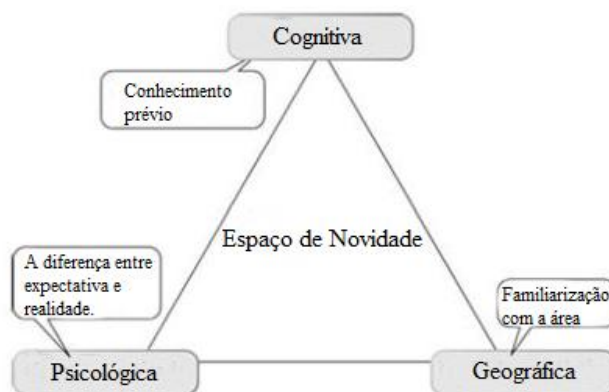 Cognitiva
Conhecimento
prévio
Espaço de Novidade
A diferença entre
expectativa e
realidade.
Psicológica
Familiarização
com a área
Geográfica